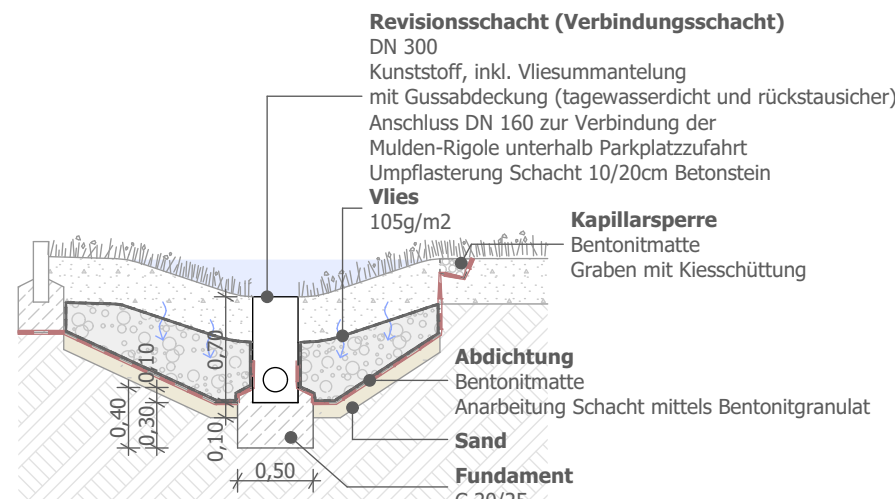 Revisionsschacht (Verbindungsschacht)
DN 300
Kunststoff, inkl. Vliesummantelung
mit Gussabdeckung (tagewasserdicht und rückstausicher)
Anschluss DN 160 zur Verbindung der
Mulden-Rigole unterhalb Parkplatzzufahrt
Umpflasterung Schacht 10/20cm Betonstein
Vlies
105g/m2
Kapillarsperre
Bentonitmatte
Graben mit Kiesschüttung
0,70
0,10
0,40
0,30
0,10
0,50
Abdichtung
Bentonitmatte
Anarbeitung Schacht mittels Bentonitgranulat
Sand
Fundament
C 20/25